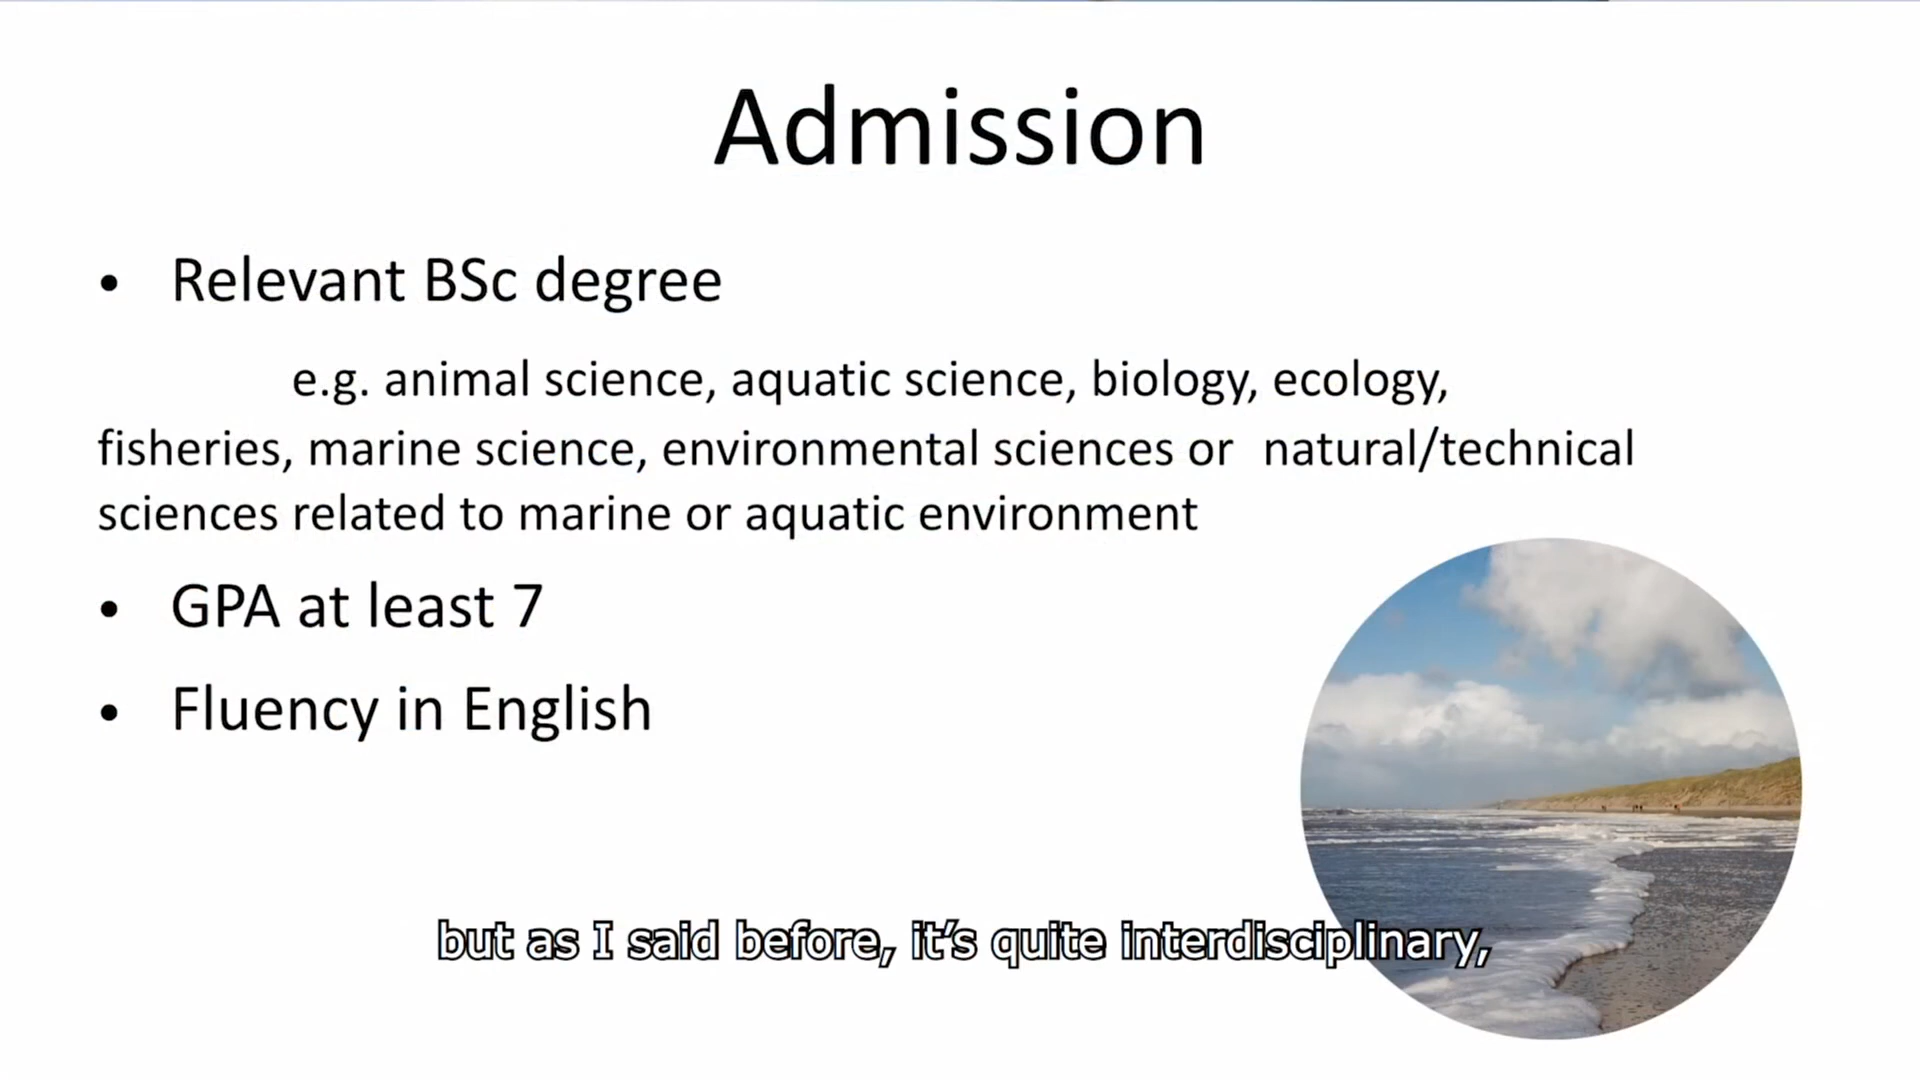 Admission
• Relevant BSc degree
e.g. animal science, aquatic science, biology, ecology,
fisheries, marine science, environmental sciences or natural/technical
sciences related to marine or aquatic environment
• GPA at least 7
• Fluency in English
but as I said before, it's quite interdisciplinary,